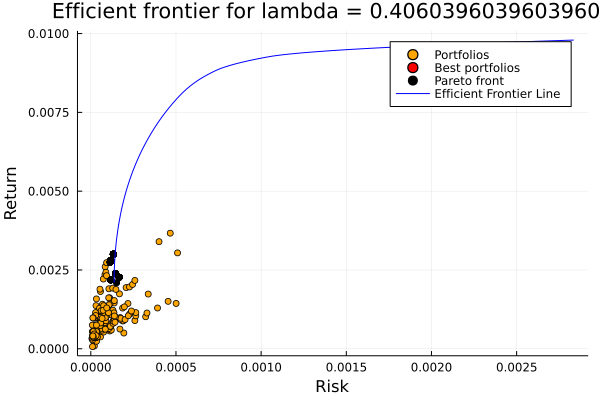 Efficient frontier for lambda = 0.4060396039603960
0.0100
0.0075
0.0050
0.0025
0.0000
Return
Portfolios
Best portfolios
Pareto front
Efficient Frontier Line
0.0000 0.0005 0.0010 0.0015 0.0020 0.0025
Risk